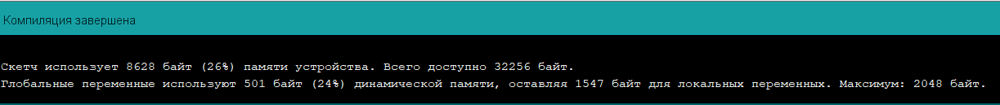 Компиляция завершена
Скетч использует 8628 байт (26%) памяти устройства. Всего доступно 32256 байт.
Глобальные переменные используют 501 байт (24%) динамической памяти, оставляя 1547 байт для локальных переменных. Максимум: 2048 байт.